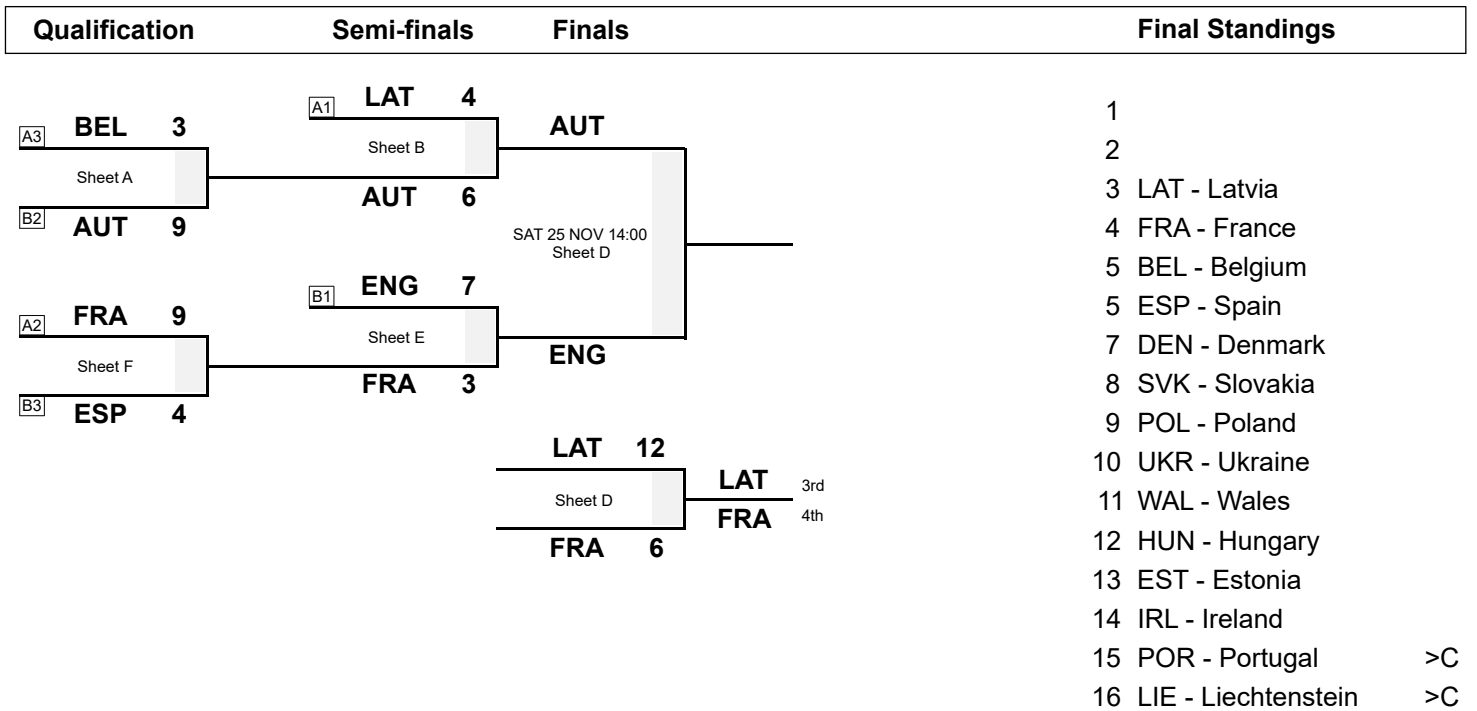 Qualification Semi-finals Finals Final Standings
A1 LAT 4
A3 BEL 3
Sheet B
AUT
Sheet A
AUT 6
B2 AUT 9
SAT 25 NOV 14:00
Sheet D
B1 ENG 7
A2 FRA 9
Sheet E
ENG
Sheet F
FRA 3
B3 ESP 4
LAT 12
Sheet D
LAT 3rd
FRA 4th
FRA 6
1
2
3 LAT - Latvia
4 FRA - France
5 BEL - Belgium
5 ESP - Spain
7 DEN - Denmark
8 SVK - Slovakia
9 POL - Poland
10 UKR - Ukraine
11 WAL - Wales
12 HUN - Hungary
13 EST - Estonia
14 IRL - Ireland
15 POR - Portugal >C
16 LIE - Liechtenstein >C